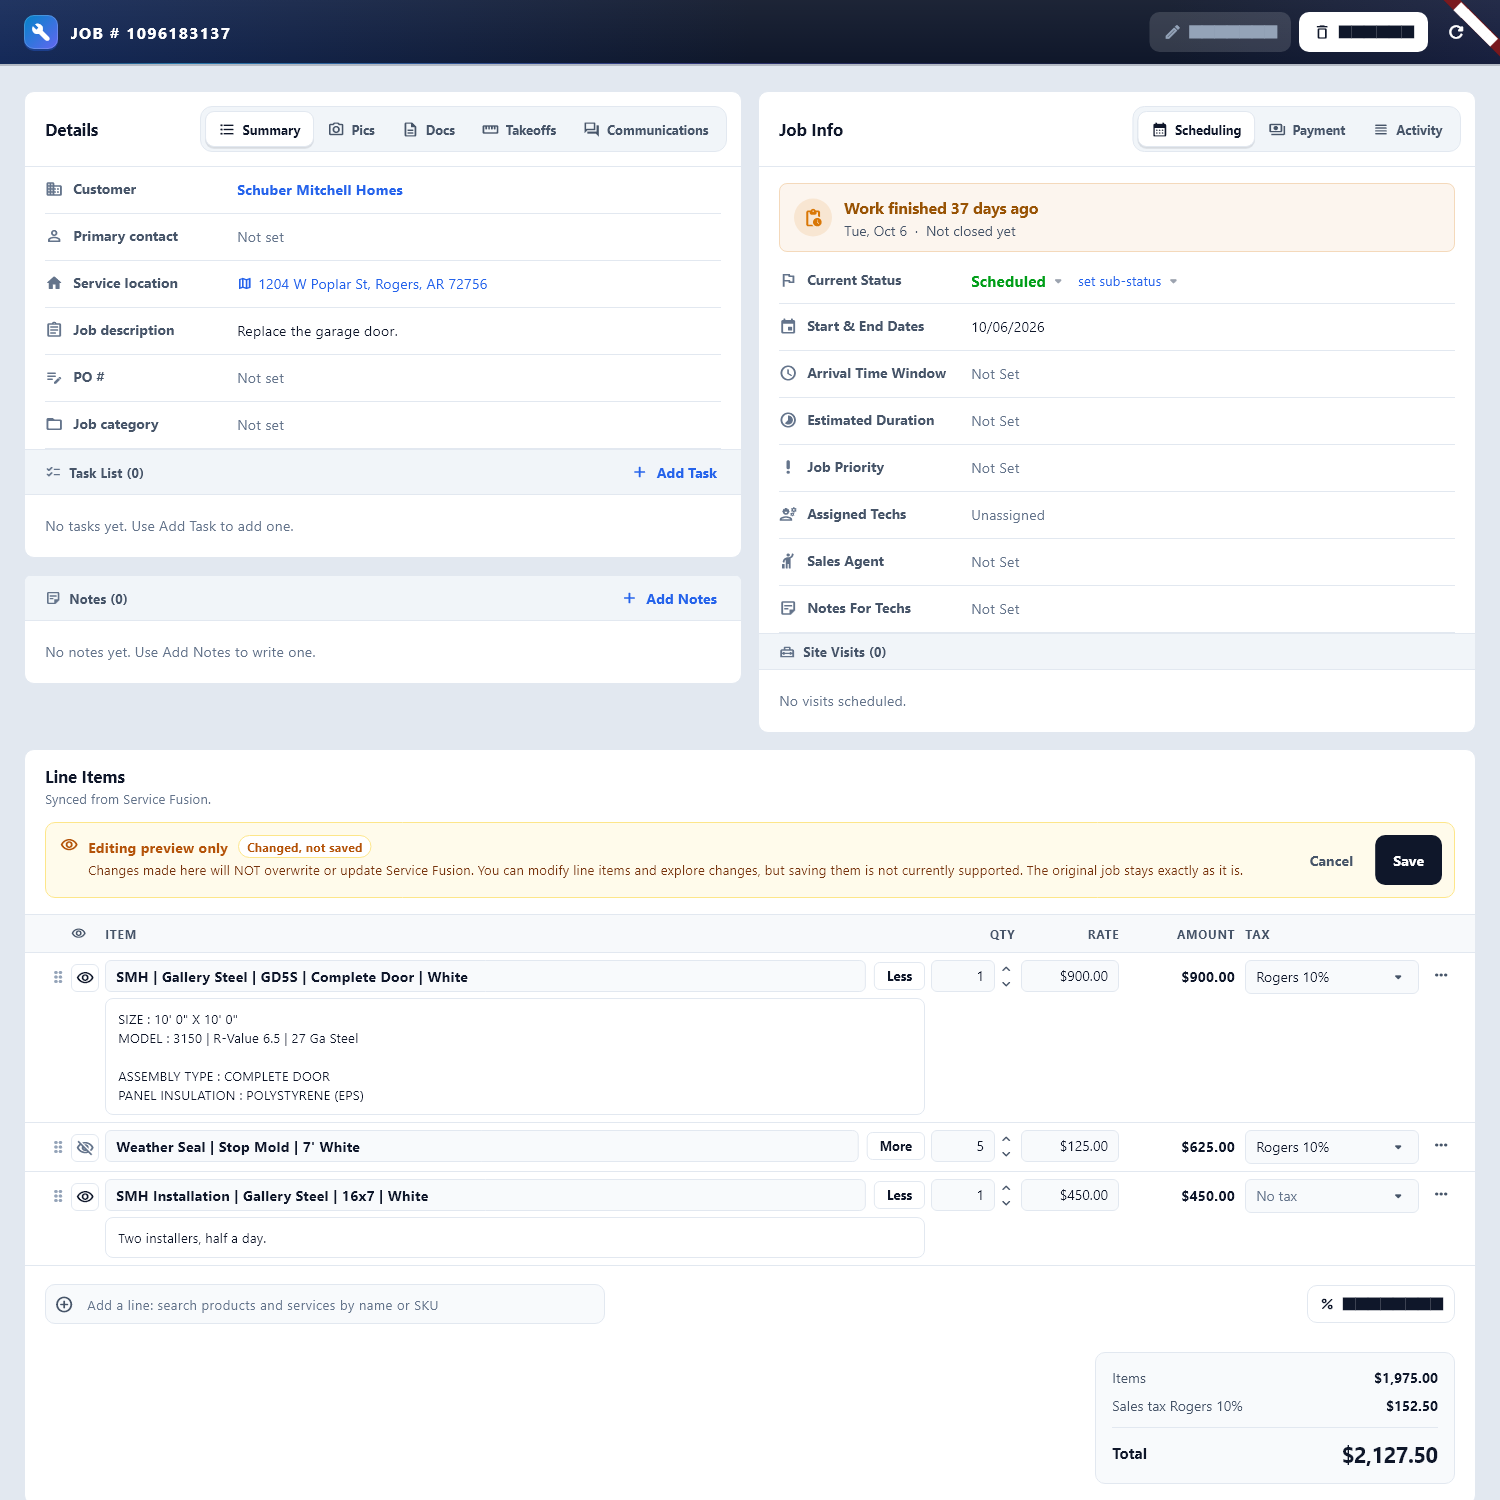 JOB # 1096183137
Details
Summary
Pics
Docs
Takeoffs
Communications
Customer
Schuber Mitchell Homes
Primary contact
Not set
Service location
1204 W Poplar St, Rogers, AR 72756
Job description
Replace the garage door.
PO #
Not set
Job category
Not set
Task List (0)
Add Task
No tasks yet. Use Add Task to add one.
Notes (0)
Add Notes
No notes yet. Use Add Notes to write one.
Job Info
Scheduling
Payment
Activity
Work finished 37 days ago
Tue, Oct 6 · Not closed yet
Current Status
Scheduled
set sub-status
Start & End Dates
10/06/2026
Arrival Time Window
Not Set
Estimated Duration
Not Set
Job Priority
Not Set
Assigned Techs
Unassigned
Sales Agent
Not Set
Notes For Techs
Not Set
Site Visits (0)
No visits scheduled.
Line Items
Synced from Service Fusion.
Editing preview only
Changed, not saved
Changes made here will NOT overwrite or update Service Fusion. You can modify line items and explore changes, but saving them is not currently supported. The original job stays exactly as it is.
Cancel
Save
ITEM QTY RATE AMOUNT TAX
SMH | Gallery Steel | GD5S | Complete Door | White Less 1 $900.00 $900.00 Rogers 10%
SIZE : 10' 0" X 10' 0"
MODEL : 3150 | R-Value 6.5 | 27 Ga Steel
ASSEMBLY TYPE : COMPLETE DOOR
PANEL INSULATION : POLYSTYRENE (EPS)
Weather Seal | Stop Mold | 7' White More 5 $125.00 $625.00 Rogers 10%
SMH Installation | Gallery Steel | 16x7 | White Less 1 $450.00 $450.00 No tax
Two installers, half a day.
Add a line: search products and services by name or SKU
%
Items $1,975.00
Sales tax Rogers 10% $152.50
Total $2,127.50